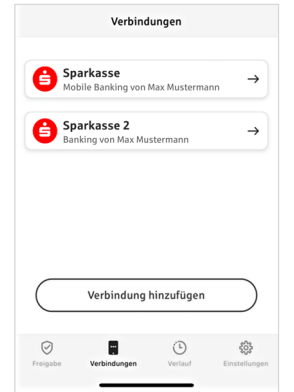 Verbindungen
Sparkasse
Mobile Banking von Max Mustermann
Sparkasse 2
Banking von Max Mustermann
Verbindung hinzufügen
Freigabe Verbindungen Verlauf Einstellungen